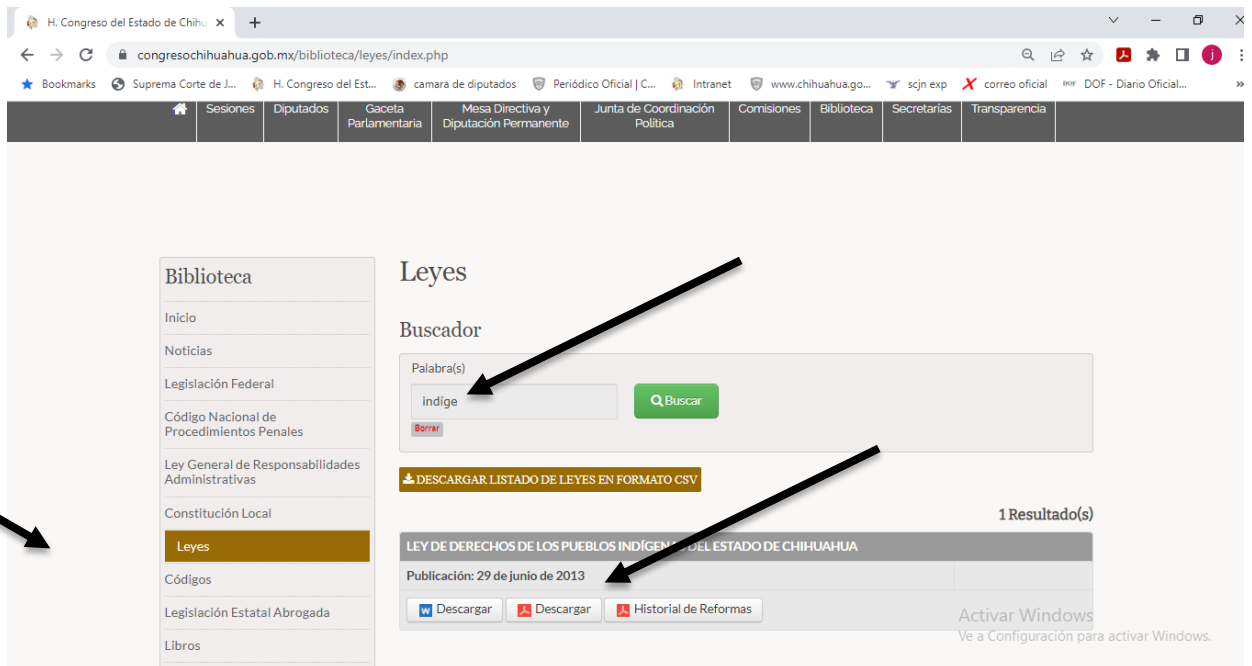 H. Congreso del Estado de Chihu
congresochihuahua.gob.mx/biblioteca/leyes/index.php
Bookmarks Suprema Corte de J... H. Congreso del Est... camara de diputados Periódico Oficial | C... Intranet www.chihuahua.go... scjn exp correo oficial DOF DOF - Diario Oficial... »
Sesiones Diputados Gaceta Parlamentaria Mesa Directiva y Diputación Permanente Junta de Coordinación Política Comisiones Biblioteca Secretarías Transparencia
Biblioteca
Inicio
Noticias
Legislación Federal
Código Nacional de
Procedimientos Penales
Ley General de Responsabilidades
Administrativas
Constitución Local
Leyes
Códigos
Legislación Estatal Abrogada
Libros
Leyes
Buscador
Palabra(s)
indíge
Buscar
Borrar
DESCARGAR LISTADO DE LEYES EN FORMATO CSV
1 Resultado(s)
LEY DE DERECHOS DE LOS PUEBLOS INDÍGENAS DEL ESTADO DE CHIHUAHUA
Publicación: 29 de junio de 2013
Descargar Descargar Historial de Reformas
Activar Windows
Ve a Configuración para activar Windows.